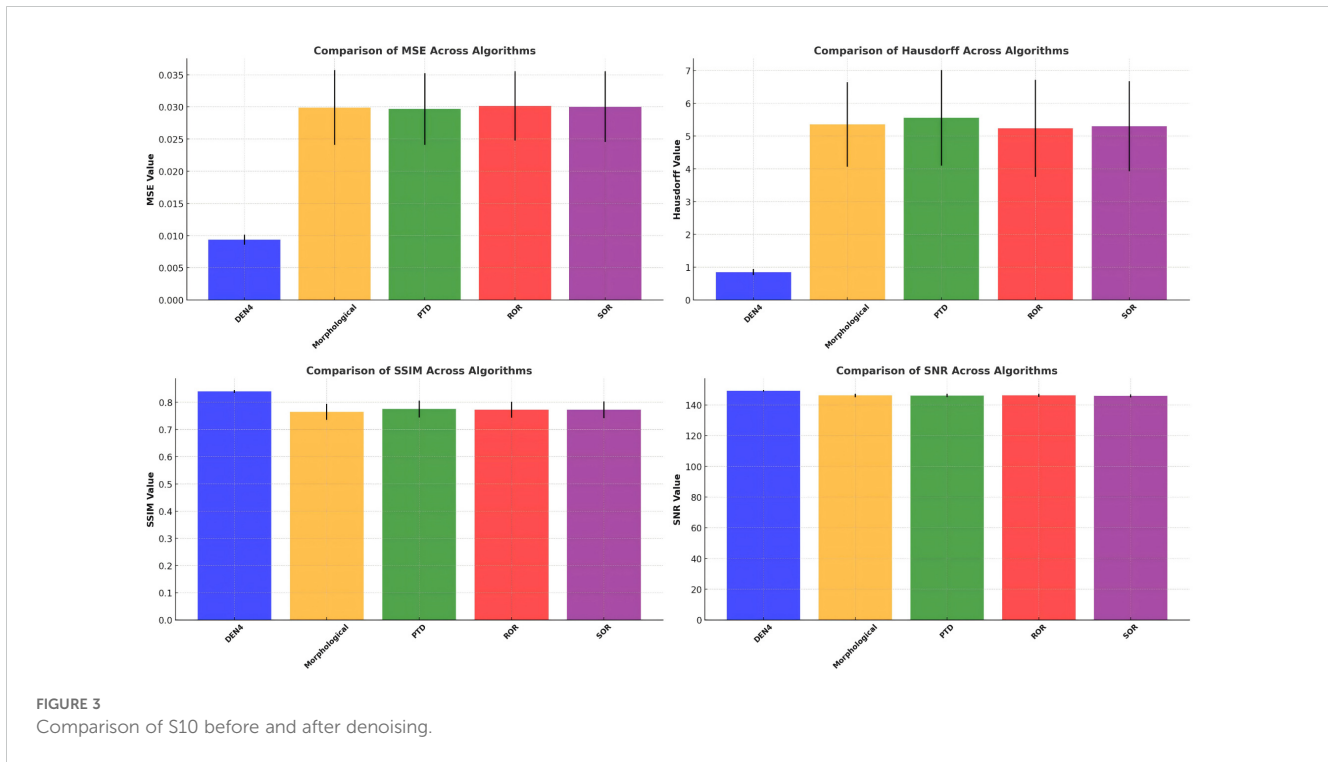 Comparison of MSE Across Algorithms
0.035
0.030
0.025
0.020
0.015
0.010
0.005
0.000
MSE Value
DEN4
Morphological
PTD
ROR
SOR
Comparison of Hausdorff Across Algorithms
7
6
5
4
3
2
1
0
Hausdorff Value
DEN4
Morphological
PTD
ROR
SOR
Comparison of SSIM Across Algorithms
0.8
0.7
0.6
0.5
0.4
0.3
0.2
0.1
0.0
SSIM Value
DEN4
Morphological
PTD
ROR
SOR
Comparison of SNR Across Algorithms
140
120
100
80
60
40
20
0
SNR Value
DEN4
Morphological
PTD
ROR
SOR
FIGURE 3
Comparison of S10 before and after denoising.